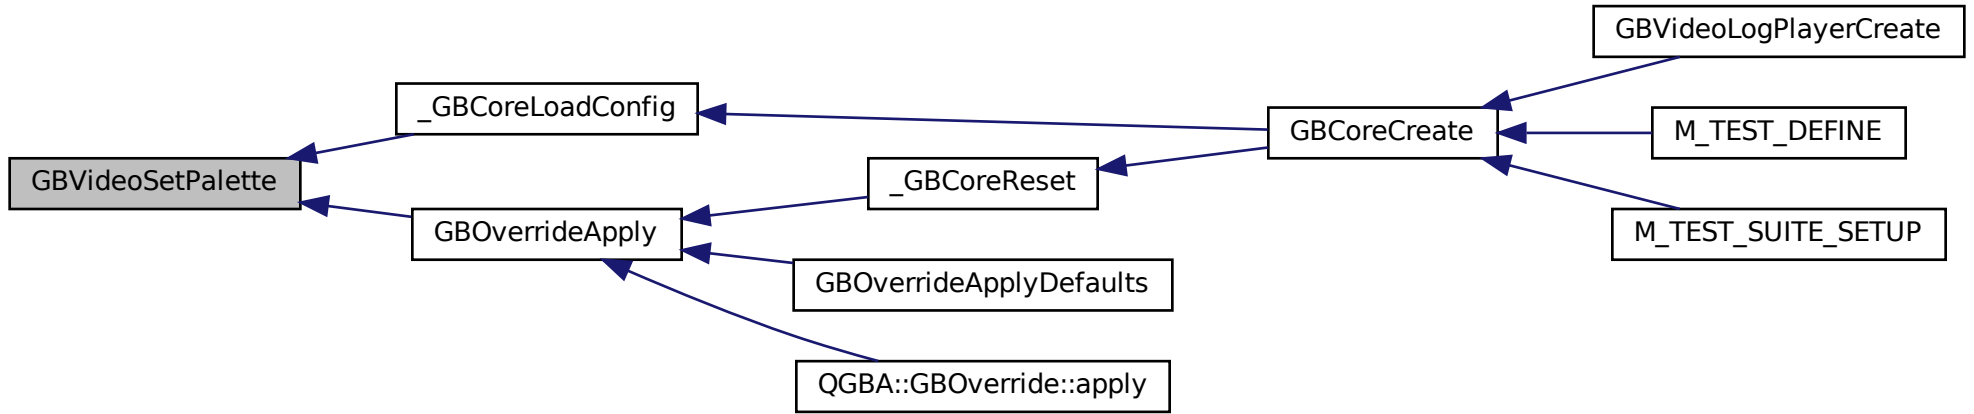 GBVideoLogPlayerCreate
_GBCoreLoadConfig
GBCoreCreate
M_TEST_DEFINE
GBVideoSetPalette
_GBCoreReset
GBOverrideApply
M_TEST_SUITE_SETUP
GBOverrideApplyDefaults
QGBA::GBOverride::apply